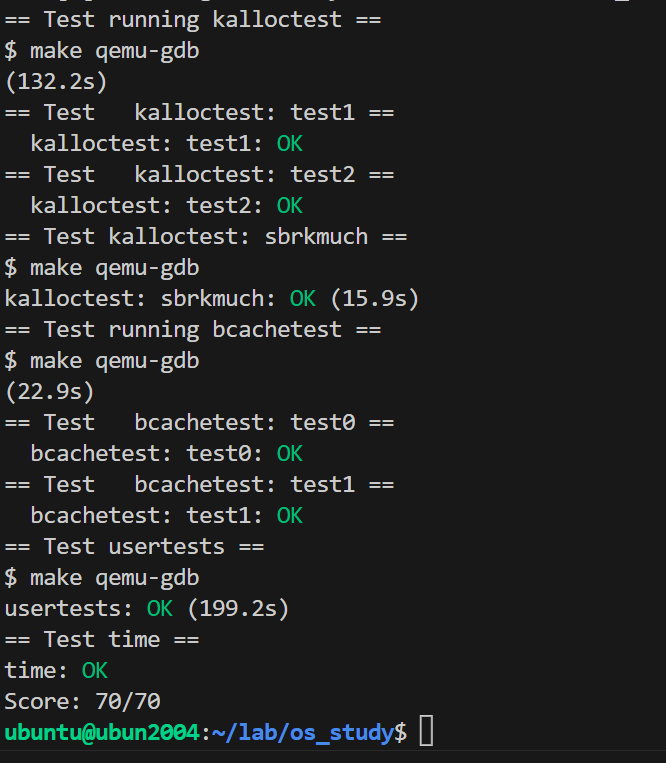 == Test running kalloctest ==
$ make qemu-gdb
(132.2s)
== Test   kalloctest: test1 ==
  kalloctest: test1: OK
== Test   kalloctest: test2 ==
  kalloctest: test2: OK
== Test kalloctest: sbrkmuch ==
$ make qemu-gdb
kalloctest: sbrkmuch: OK (15.9s)
== Test running bcachetest ==
$ make qemu-gdb
(22.9s)
== Test   bcachetest: test0 ==
  bcachetest: test0: OK
== Test   bcachetest: test1 ==
  bcachetest: test1: OK
== Test usertests ==
$ make qemu-gdb
usertests: OK (199.2s)
== Test time ==
time: OK
Score: 70/70
ubuntu@ubun2004:~/lab/os_study$